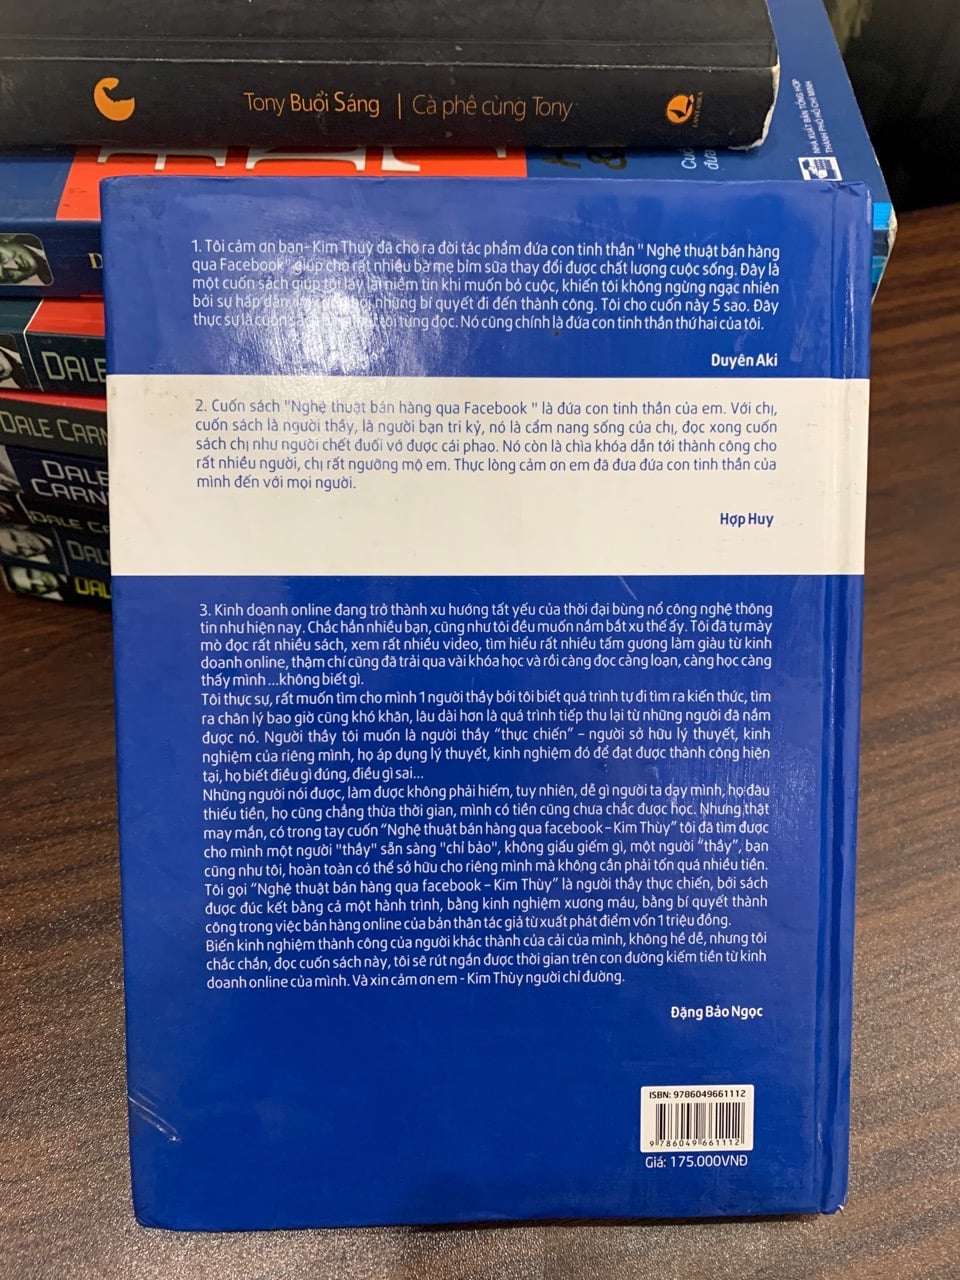 Tony Buổi Sáng | Cà phê cùng Tony
NHÀ XUẤT BẢN TỔNG HỢP
THÀNH PHỐ HỒ CHÍ MINH
DALE
DALE CARN
DALE
CARN
DALE C
DAL
DAL
1. Tôi cảm ơn bạn- Kim Thuỳ đã cho ra đời tác phẩm đứa con tinh thần " Nghệ thuật bán hàng
qua Facebook" giúp cho rất nhiều bà mẹ bỉm sữa thay đổi được chất lượng cuộc sống. Đây là
một cuốn sách giúp tôi lấy lại niềm tin khi muốn bỏ cuộc, khiến tôi không ngừng ngạc nhiên
bởi sự hấp dẫn, bởi những bí quyết đi đến thành công. Tôi cho cuốn này 5 sao. Đây
thực sự là cuốn tôi từng đọc. Nó cũng chính là đứa con tinh thần thứ hai của tôi.
Duyên Aki
2. Cuốn sách "Nghệ thuật bán hàng qua Facebook " là đứa con tinh thần của em. Với chị,
cuốn sách là người thầy, là người bạn tri kỷ, nó là cẩm nang sống của chị, đọc xong cuốn
sách chị như người chết đuối vớ được cái phao. Nó còn là chìa khóa dẫn tới thành công cho
rất nhiều người, chị rất ngưỡng mộ em. Thực lòng cảm ơn em đã đưa đứa con tinh thần của
mình đến với mọi người.
Hợp Huy
3. Kinh doanh online đang trở thành xu hướng tất yếu của thời đại bùng nổ công nghệ thông
tin như hiện nay. Chắc hẳn nhiều bạn, cũng như tôi đều muốn nắm bắt xu thế ấy. Tôi đã tự mày
mò đọc rất nhiều sách, xem rất nhiều video, tìm hiểu rất nhiều tấm gương làm giàu từ kinh
doanh online, thậm chí cũng đã trải qua vài khóa học và rồi càng đọc càng loạn, càng học càng
thấy mình ...không biết gì.
Tôi thực sự, rất muốn tìm cho mình 1 người thầy bởi tôi biết quá trình tự đi tìm ra kiến thức, tìm
ra chân lý bao giờ cũng khó khăn, lâu dài hơn là quá trình tiếp thu lại từ những người đã nắm
được nó. Người thầy tôi muốn là người thầy “thực chiến” – người sở hữu lý thuyết, kinh
nghiệm của riêng mình, họ áp dụng lý thuyết, kinh nghiệm đó để đạt được thành công hiện
tại, họ biết điều gì đúng, điều gì sai...
Những người nói được, làm được không phải hiếm, tuy nhiên, dễ gì người ta dạy mình, họ đâu
thiếu tiền, họ cũng chẳng thừa thời gian, mình có tiền cũng chưa chắc được học. Nhưng thật
may mắn, có trong tay cuốn “Nghệ thuật bán hàng qua facebook – Kim Thùy” tôi đã tìm được
cho mình một người "thầy" sẵn sàng "chỉ bảo", không giấu giếm gì, một người “thầy”, bạn
cũng như tôi, hoàn toàn có thể sở hữu cho riêng mình mà không cần phải tốn quá nhiều tiền.
Tôi gọi “Nghệ thuật bán hàng qua facebook – Kim Thùy” là người thầy thực chiến, bởi sách
được đúc kết bằng cả một hành trình, bằng kinh nghiệm xương máu, bằng bí quyết thành
công trong việc bán hàng online của bản thân tác giả từ xuất phát điểm vốn 1 triệu đồng.
Biến kinh nghiệm thành công của người khác thành của cải của mình, không hề dễ, nhưng tôi
chắc chắn, đọc cuốn sách này, tôi sẽ rút ngắn được thời gian trên con đường kiếm tiền từ kinh
doanh online của mình. Và xin cảm ơn em - Kim Thùy người chỉ đường.
Đặng Bảo Ngọc
ISBN: 9786049661112
9 786049 661112
Giá: 175.000VNĐ